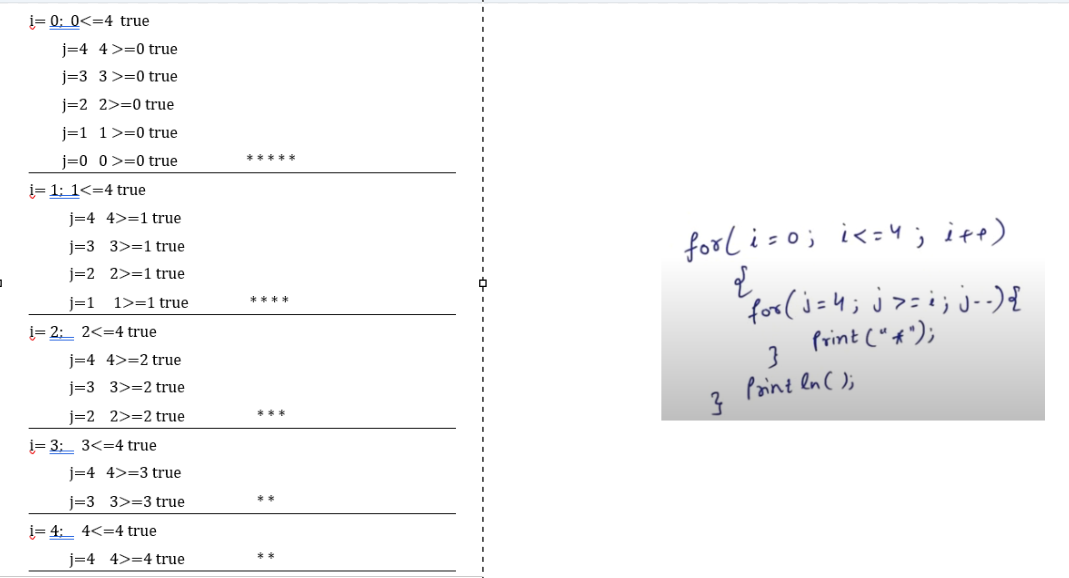 i= 0; 0<=4 true
j=4 4 >=0 true
j=3 3 >=0 true
j=2 2>=0 true
j=1 1 >=0 true
j=0 0 >=0 true *****
i= 1; 1<=4 true
j=4 4>=1 true
j=3 3>=1 true
j=2 2>=1 true
j=1 1>=1 true ****
i= 2; 2<=4 true
j=4 4>=2 true
j=3 3>=2 true
j=2 2>=2 true ***
i= 3; 3<=4 true
j=4 4>=3 true
j=3 3>=3 true **
i= 4; 4<=4 true
j=4 4>=4 true **
for( i = 0; i<=4; i++)
{
for( j=4; j>=i; j--){
Print("*");
}
Println( );
}